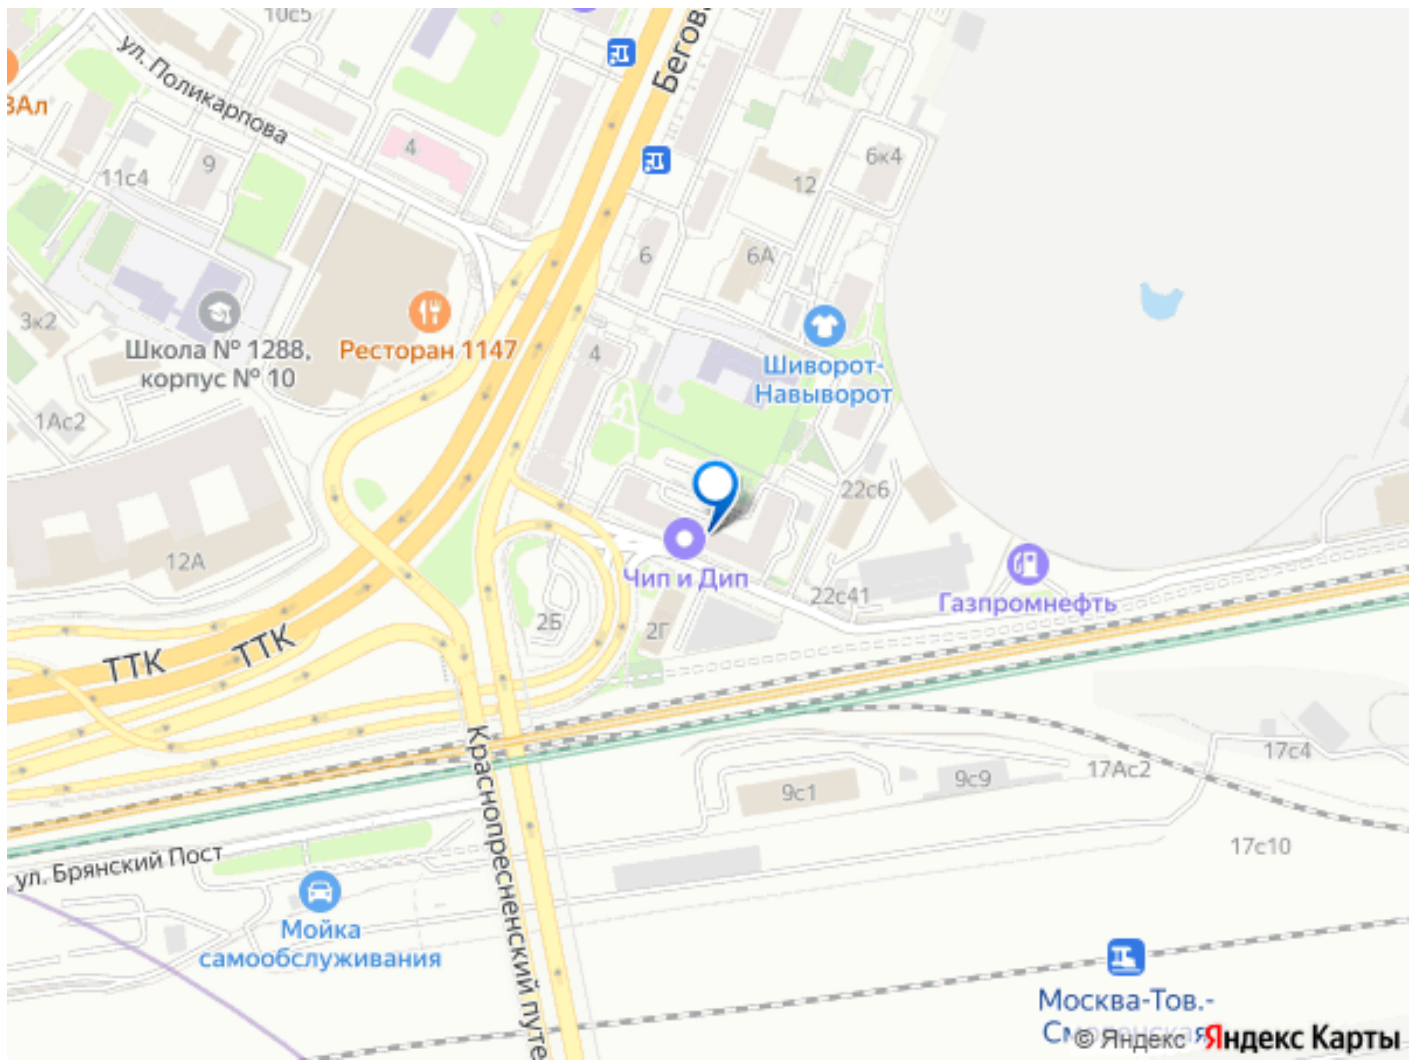 10с5
Бегов
ул. Поликарпова
ЗАл
4
9
11с4
6к4
12
6
6А
3к2
Школа № 1288,
корпус № 10
Ресторан 1147
4
Шиворот-
Навыворот
1Ас2
22с6
12А
Чип и Дип
22с41
Газпромнефть
2Б
2Г
ТТК
ТТК
Краснопресненский путе
17с4
17Ас2
9с9
9с1
17с10
ул. Брянский Пост
Мойка
самообслуживания
Москва-Тов.-
© Яндекс Яндекс Карты